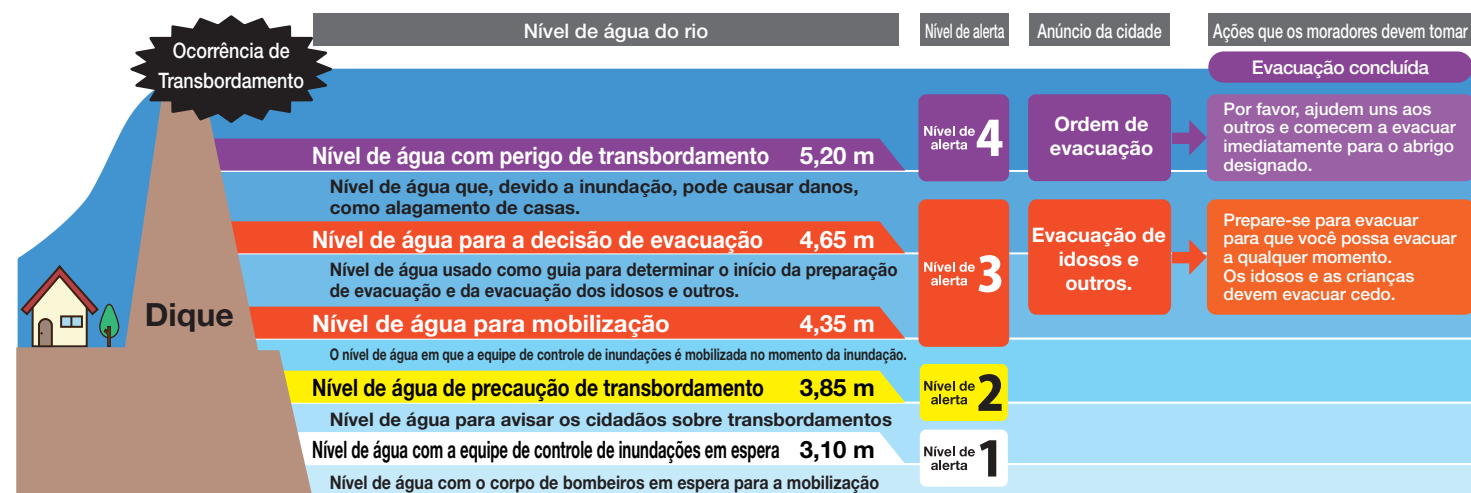 Ocorrência de
Transbordamento
Nível de água do rio
Nível de alerta
Anúncio da cidade
Ações que os moradores devem tomar
Evacuação concluída
Nível de água com perigo de transbordamento 5,20 m
Nível de
alerta 4
Ordem de
evacuação
Por favor, ajudem uns aos
outros e comecem a evacuar
imediatamente para o abrigo
designado.
Nível de água que, devido a inundação, pode causar danos,
como alagamento de casas.
Nível de água para a decisão de evacuação 4,65 m
Nível de água usado como guia para determinar o início da preparação
de evacuação e da evacuação dos idosos e outros.
Nível de
alerta 3
Evacuação de
idosos e
outros.
Prepare-se para evacuar
para que você possa evacuar
a qualquer momento.
Os idosos e as crianças
devem evacuar cedo.
Dique
Nível de água para mobilização 4,35 m
O nível de água em que a equipe de controle de inundações é mobilizada no momento da inundação.
Nível de água de precaução de transbordamento 3,85 m
Nível de
alerta 2
Nível de água para avisar os cidadãos sobre transbordamentos
Nível de água com a equipe de controle de inundações em espera 3,10 m
Nível de
alerta 1
Nível de água com o corpo de bombeiros em espera para a mobilização